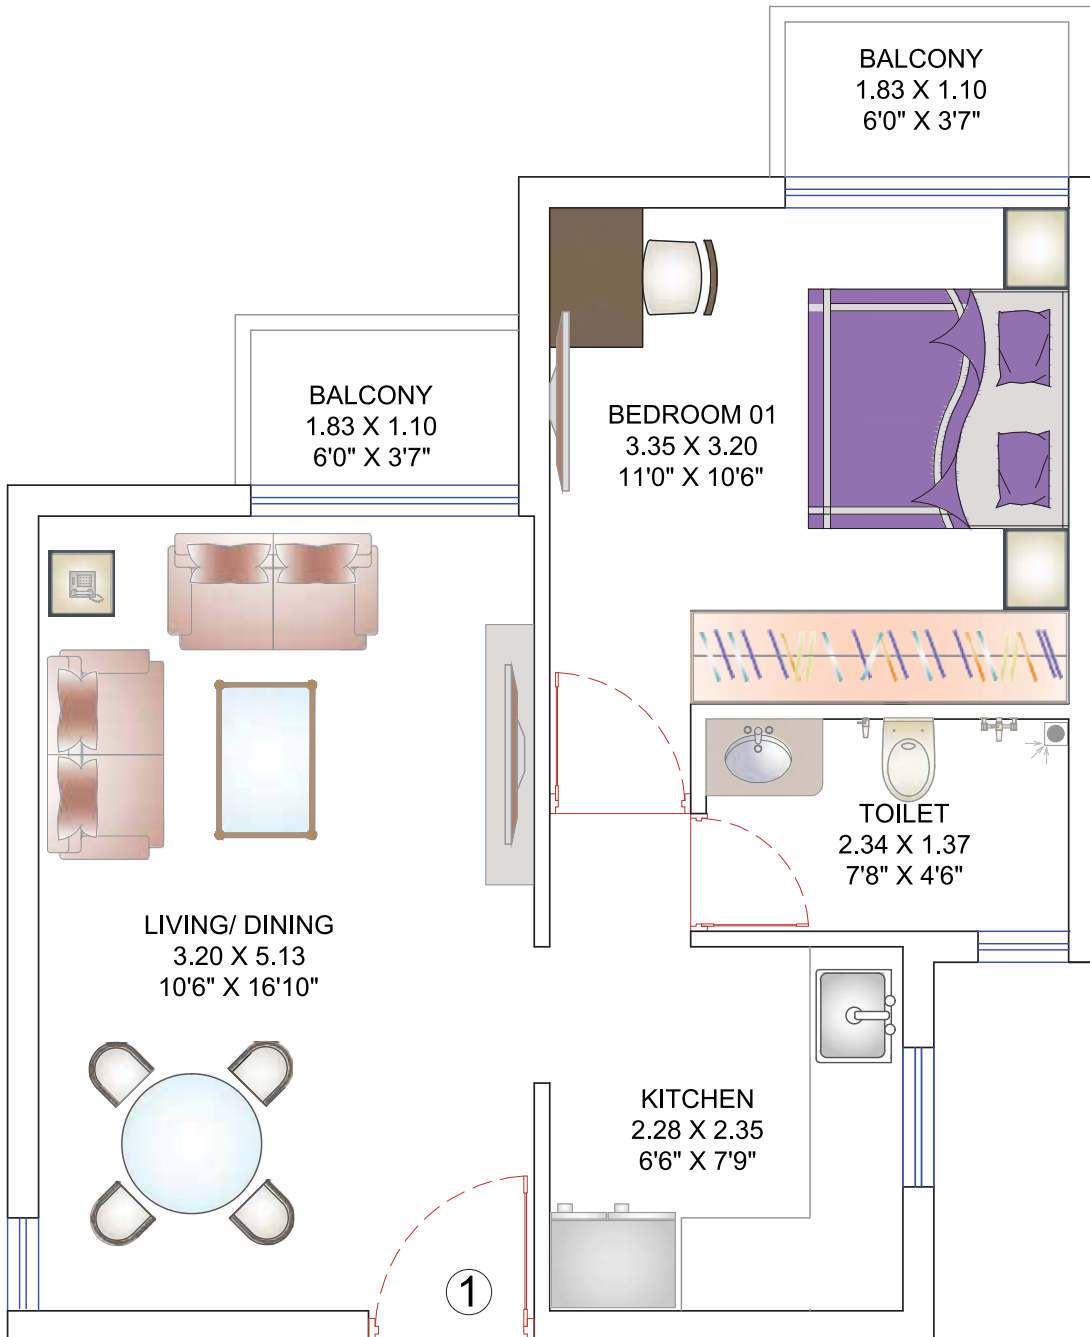 BALCONY
1.83 X 1.10
6'0" X 3'7"
BALCONY
1.83 X 1.10
6'0" X 3'7"
BEDROOM 01
3.35 X 3.20
11'0" X 10'6"
TOILET
2.34 X 1.37
7'8" X 4'6"
LIVING/ DINING
3.20 X 5.13
10'6" X 16'10"
KITCHEN
2.28 X 2.35
6'6" X 7'9"
1